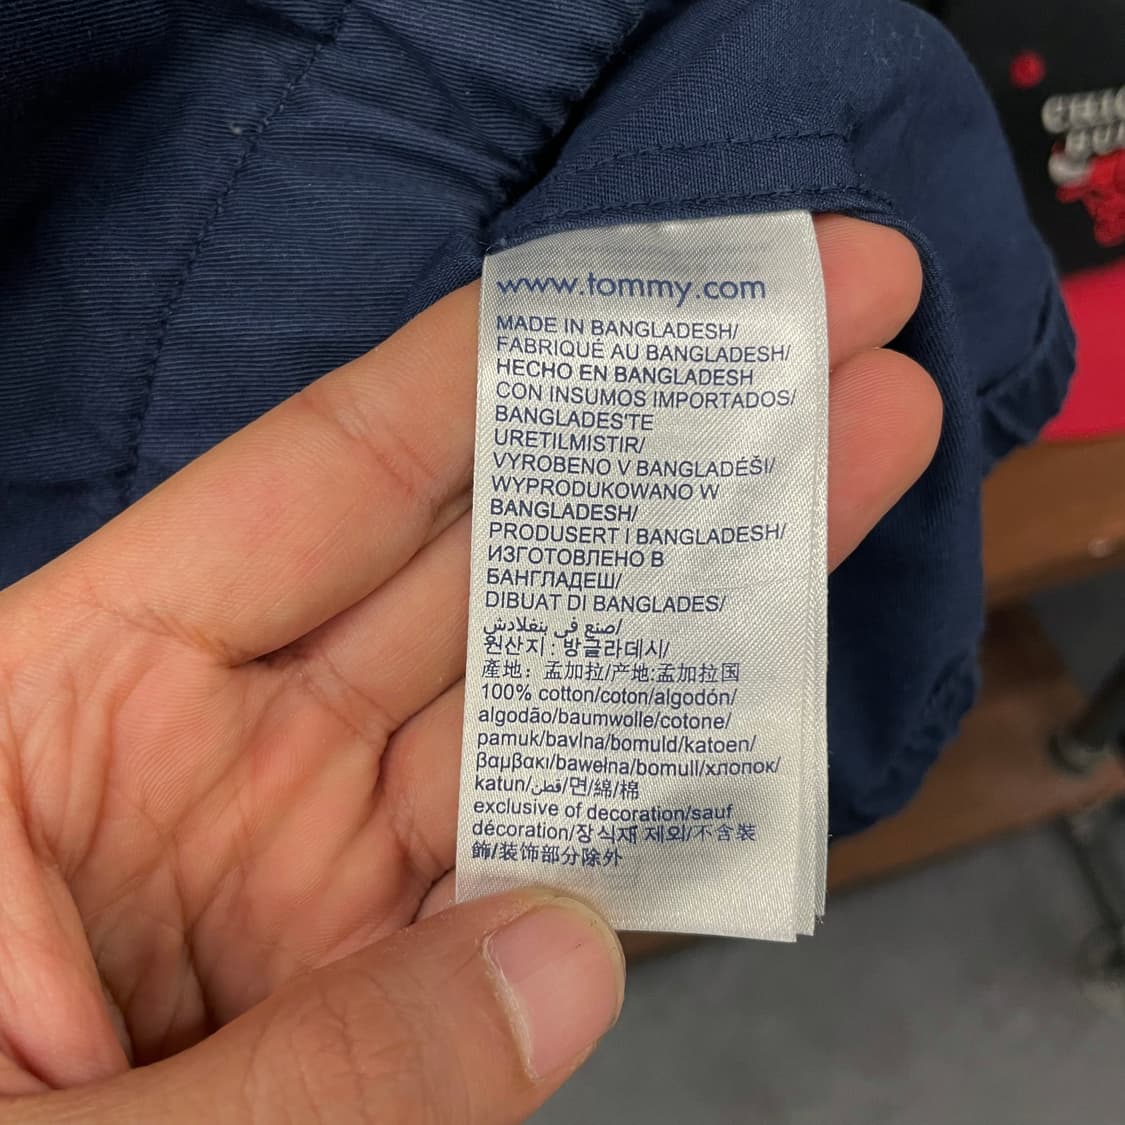 www.tommy.com
MADE IN BANGLADESH/
FABRIQUÉ AU BANGLADESH/
HECHO EN BANGLADESH
CON INSUMOS IMPORTADOS/
BANGLADES'TE
URETILMISTIR/
VYROBENO V BANGLADÉŠI/
WYPRODUKOWANO W
BANGLADESH/
PRODUSERT I BANGLADESH/
ИЗГОТОВЛЕНО В
БАНГЛАДЕШ/
DIBUAT DI BANGLADES/
صنع في بنغلادش/
원산지 : 방글라데시/
產地：孟加拉/产地:孟加拉国
100% cotton/coton/algodón/
algodão/baumwolle/cotone/
pamuk/bavlna/bomuld/katoen/
βαμβακι/bawełna/bomull/хлопок/
katun/قطن/면/綿/棉
exclusive of decoration/sauf
décoration/장식재 제외/不含裝
飾/装饰部分除外